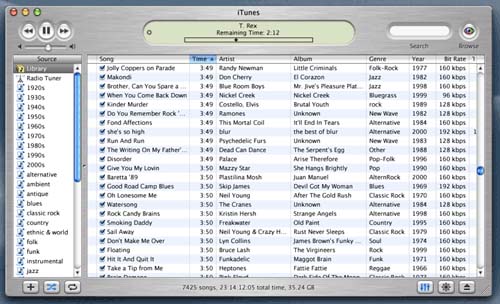 iTunes
T. Rex
Remaining Time: 2:12
Search
Browse
Source
Song Time Artist Album Genre Year Bit Rate
Library
Radio Tuner
1920s
1930s
1940s
1950s
1960s
1970s
1980s
1990s
2000s
alternative
ambient
antique
blues
classic rock
country
ethnic & world
folk
funk
instrumental
jazz
Jolly Coppers on Parade 3:49 Randy Newman Little Criminals Folk-Rock 1977 160 kbps
Makondi 3:49 Don Cherry El Corazon Jazz 1982 160 kbps
Brother, Can You Spare a ... 3:49 Blue Room Boys Mr. Jive's Pleasure Plat... Jazz 1998 160 kbps
When You Come Back Down 3:49 Nickel Creek Nickel Creek Bluegrass 1999 96 kbps
Kinder Murder 3:49 Costello, Elvis Brutal Youth rock 1989 128 kbps
Do You Remember Rock '... 3:49 Ramones Unknown New Wave 1982 128 kbps
Fond Affections 3:49 This Mortal Coil It'll End In Tears Alternative 1984 320 kbps
she's so high 3:49 blur the best of blur Alternative 2000 192 kbps
Run And Run 3:49 Psychedelic Furs Unknown New Wave 1983 128 kbps
The Writing On My Father'... 3:49 Dead Can Dance The Serpent's Egg Other 1988 128 kbps
Disorder 3:49 Palace Arise Therefore Pop-Folk 1996 160 kbps
Give You My Lovin 3:50 Mazzy Star She Hangs Brightly Pop 1990 160 kbps
Baretta '89 3:50 Plastilina Mosh Juan Manuel AlternRock 2000 160 kbps
Good Road Camp Blues 3:50 Skip James Devil Got My Woman Blues 1968 192 kbps
Oh Lonesome Me 3:50 Neil Young After The Gold Rush Classic Rock 1970 160 kbps
Watersong 3:50 The Cranes Unknown Alternative 2004 128 kbps
Rock Candy Brains 3:50 Kristin Hersh Strange Angels Alternative 1998 160 kbps
Smoking Daddy 3:50 Freakwater Old Paint Country 1995 160 kbps
Sail Away 3:50 Neil Young & Crazy H... Rust Never Sleeps Classic Rock 1979 160 kbps
Don't Make Me Over 3:50 Lyn Collins James Brown's Funky ... Soul 1974 160 kbps
Float On 3:50 Bruce Lash The Virgineers Rock 1999 160 kbps
Hit It And Quit It 3:50 Funkadelic Maggot Brain Funk 1971 160 kbps
Take a Tip from Me 3:50 Heptones Fattie Fattie Reggae 1966 160 kbps
7425 songs, 23:14:12:05 total time, 35.24 GB